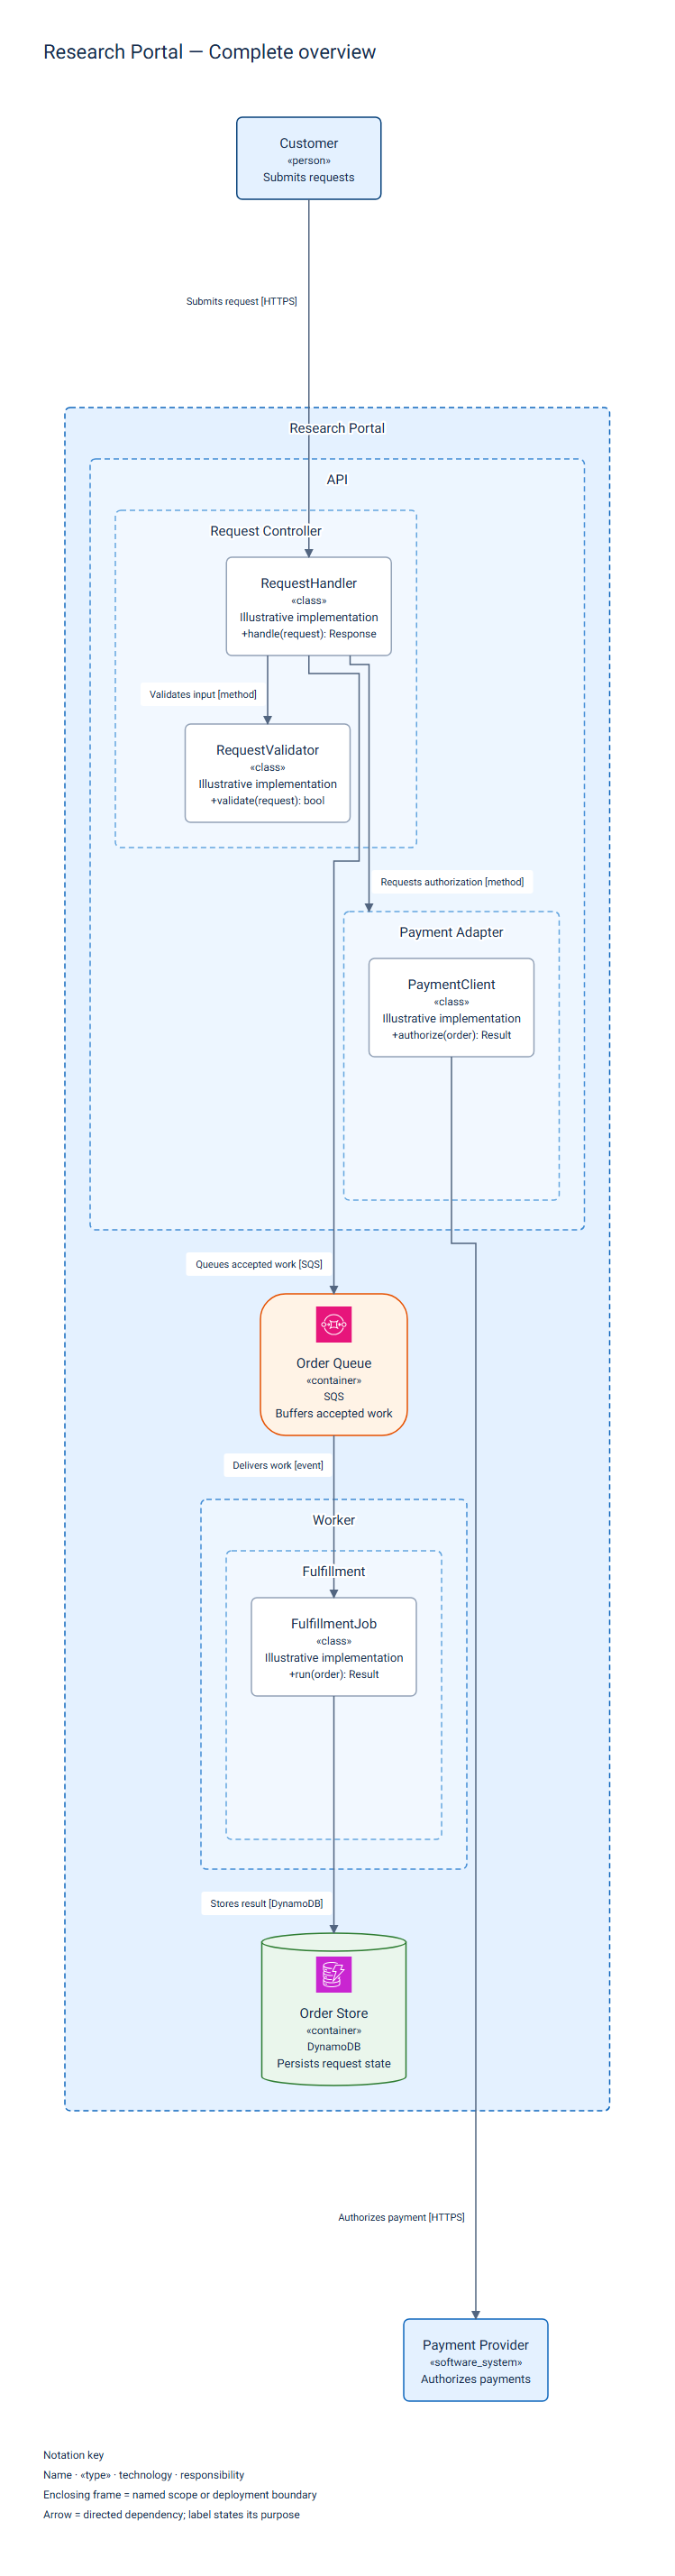 Research Portal — Complete overview
Customer
«person»
Submits requests
Submits request [HTTPS]
Research Portal
API
Request Controller
RequestHandler
«class»
Illustrative implementation
+handle(request): Response
Validates input [method]
RequestValidator
«class»
Illustrative implementation
+validate(request): bool
Requests authorization [method]
Payment Adapter
PaymentClient
«class»
Illustrative implementation
+authorize(order): Result
Queues accepted work [SQS]
Order Queue
«container»
SQS
Buffers accepted work
Delivers work [event]
Worker
Fulfillment
FulfillmentJob
«class»
Illustrative implementation
+run(order): Result
Stores result [DynamoDB]
Order Store
«container»
DynamoDB
Persists request state
Authorizes payment [HTTPS]
Payment Provider
«software_system»
Authorizes payments
Notation key
Name · «type» · technology · responsibility
Enclosing frame = named scope or deployment boundary
Arrow = directed dependency; label states its purpose